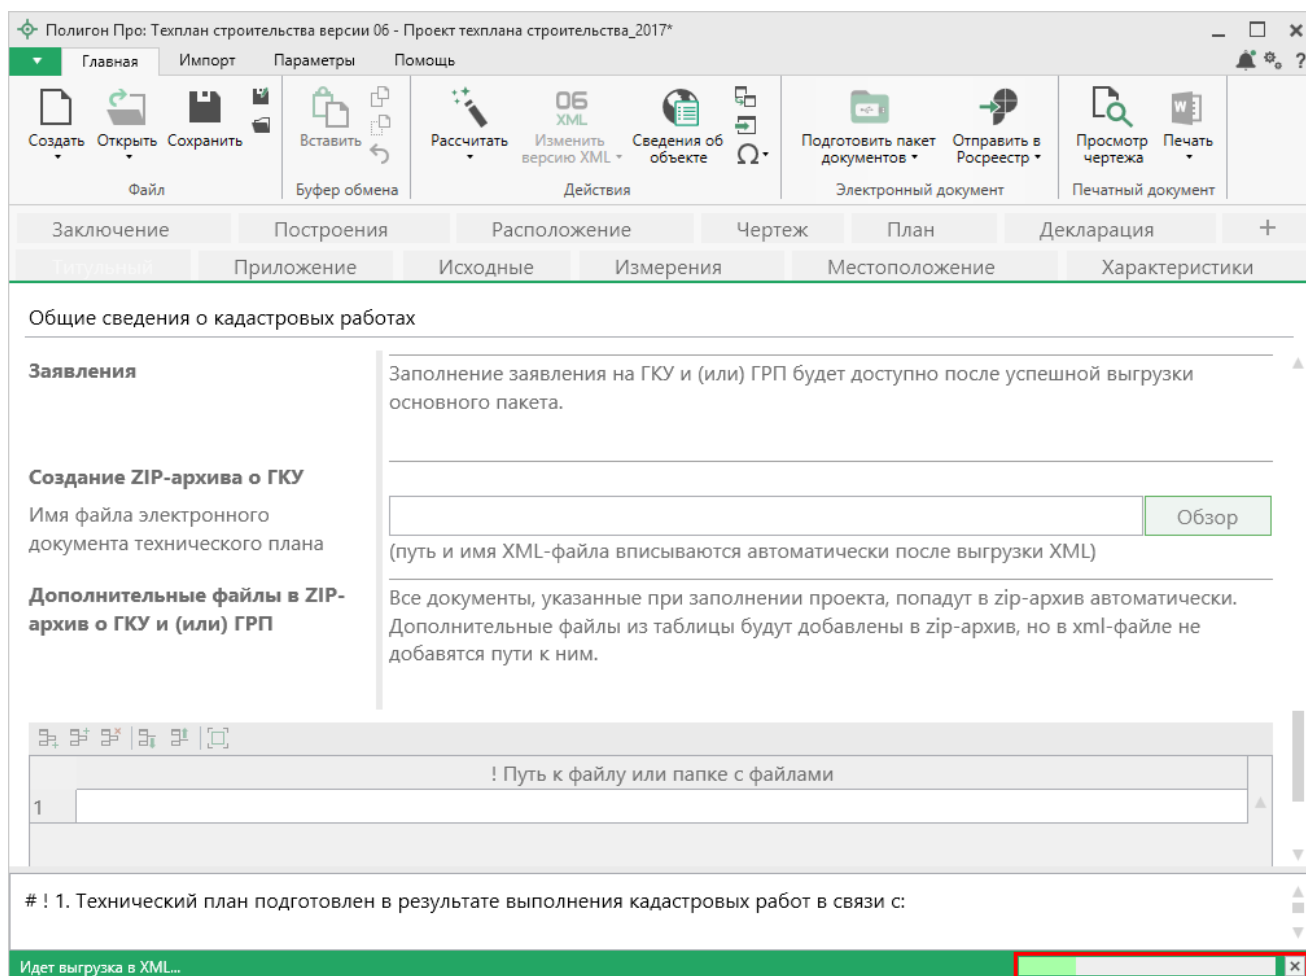 Полигон Про: Техплан строительства версии 06 - Проект техплана строительства_2017*
Главная Импорт Параметры Помощь
?
06
XML
W
Создать Открыть Сохранить Вставить Рассчитать Изменить версию XML Сведения об объекте Подготовить пакет документов Отправить в Росреестр Просмотр чертежа Печать
Файл Буфер обмена Действия Электронный документ Печатный документ
Заключение Построения Расположение Чертеж План Декларация +
Титульный Приложение Исходные Измерения Местоположение Характеристики
Общие сведения о кадастровых работах
Заявления
Заполнение заявления на ГКУ и (или) ГРП будет доступно после успешной выгрузки
основного пакета.
Создание ZIP-архива о ГКУ
Имя файла электронного
документа технического плана
Обзор
(путь и имя XML-файла вписываются автоматически после выгрузки XML)
Дополнительные файлы в ZIP-
архив о ГКУ и (или) ГРП
Все документы, указанные при заполнении проекта, попадут в zip-архив автоматически.
Дополнительные файлы из таблицы будут добавлены в zip-архив, но в xml-файле не
добавятся пути к ним.
! Путь к файлу или папке с файлами
1
# ! 1. Технический план подготовлен в результате выполнения кадастровых работ в связи с:
Идет выгрузка в XML...